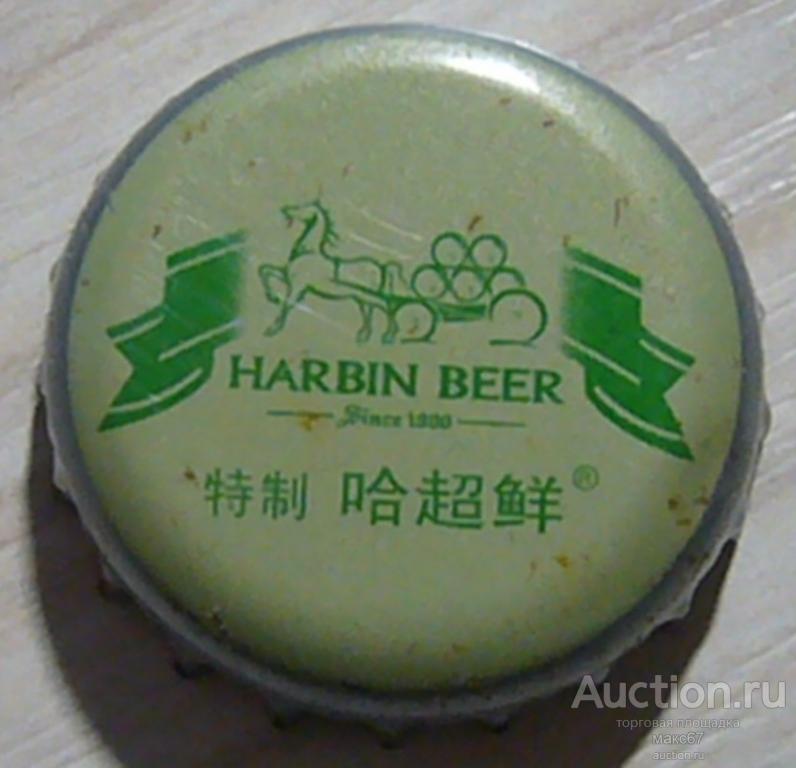 HARBIN BEER
Since 1900
特制 哈超鲜®
Auction.ru
торговая площадка
макс67
auction.ru